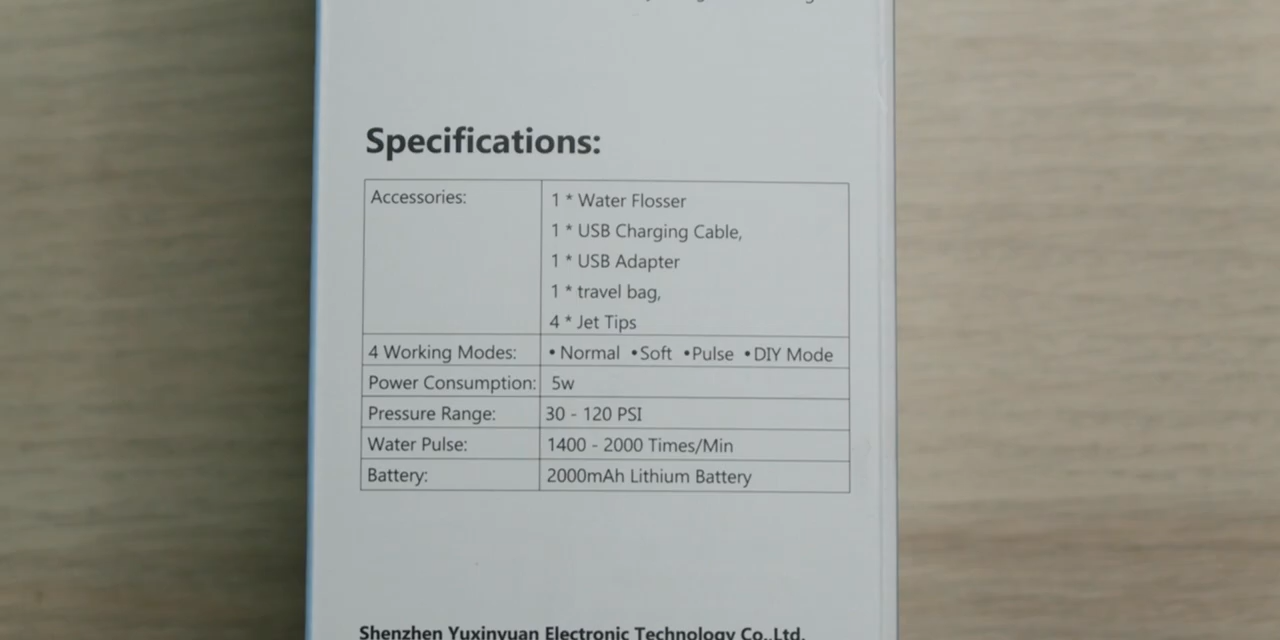 Specifications:
Accessories:
1 * Water Flosser
1 * USB Charging Cable,
1 * USB Adapter
1 * travel bag,
4 * Jet Tips
4 Working Modes: • Normal •Soft •Pulse •DIY Mode
Power Consumption: 5w
Pressure Range: 30 - 120 PSI
Water Pulse: 1400 - 2000 Times/Min
Battery: 2000mAh Lithium Battery
Shenzhen Yuxinyuan Electronic Technology Co.,Ltd.